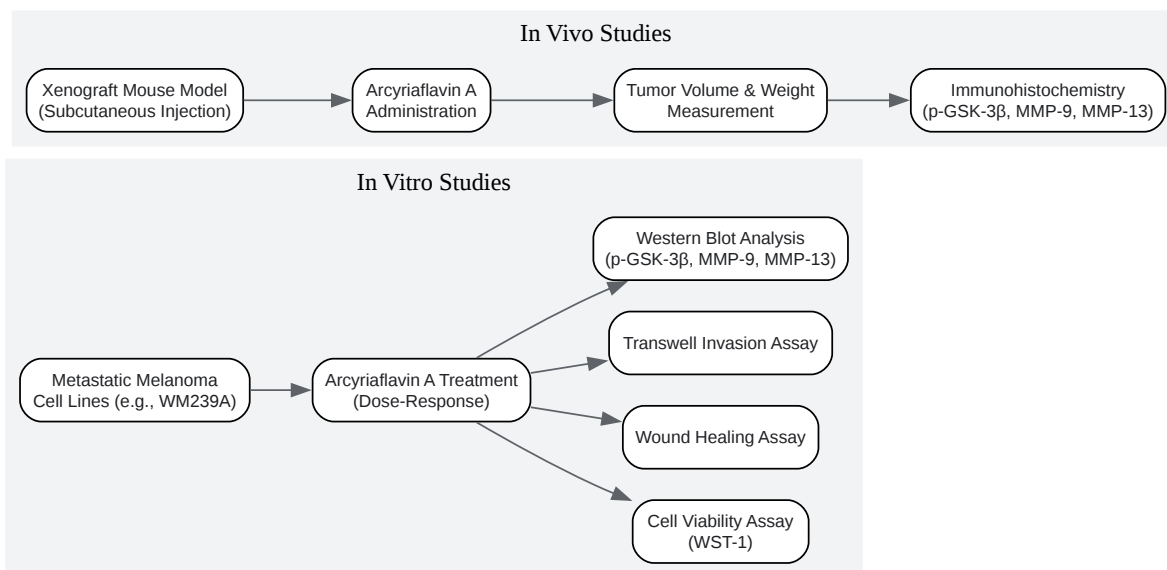 In Vivo Studies
Xenograft Mouse Model
(Subcutaneous Injection)
Arcyriaflavin A
Administration
Tumor Volume & Weight
Measurement
Immunohistochemistry
(p-GSK-3β, MMP-9, MMP-13)
In Vitro Studies
Metastatic Melanoma
Cell Lines (e.g., WM239A)
Arcyriaflavin A Treatment
(Dose-Response)
Western Blot Analysis
(p-GSK-3β, MMP-9, MMP-13)
Transwell Invasion Assay
Wound Healing Assay
Cell Viability Assay
(WST-1)